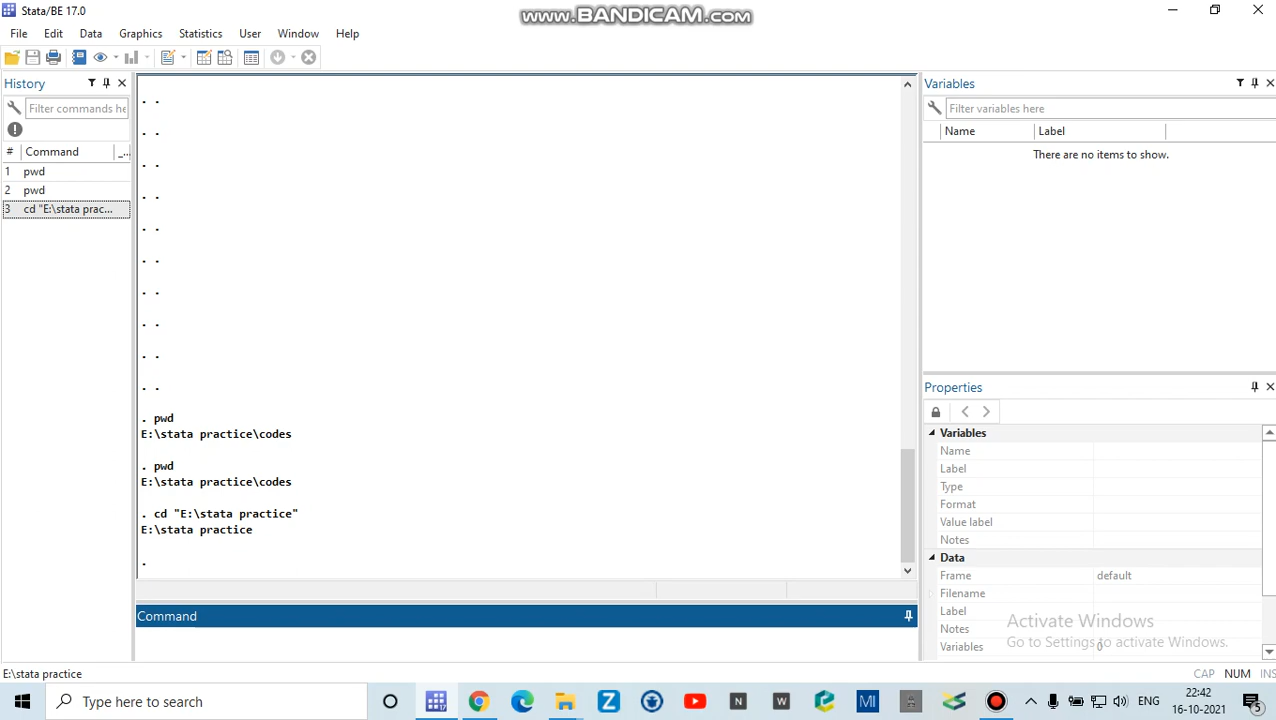 Stata/BE 17.0
www.BANDICAM.com
File Edit Data Graphics Statistics User Window Help
History
Filter commands he
# Command _...
1 pwd
2 pwd
3 cd "E:\stata prac...
. .
. .
. .
. .
. .
. .
. .
. .
. .
. .
. pwd
E:\stata practice\codes
. pwd
E:\stata practice\codes
. cd "E:\stata practice"
E:\stata practice
.
Command
Variables
Filter variables here
Name Label
There are no items to show.
Properties
Variables
Name
Label
Type
Format
Value label
Notes
Data
Frame default
Filename
Label
Notes
Variables 0
Activate Windows
Go to Settings to activate Windows.
E:\stata practice
CAP NUM INS
Type here to search
17
Z
N
W
MI
ENG
22:42
16-10-2021
5